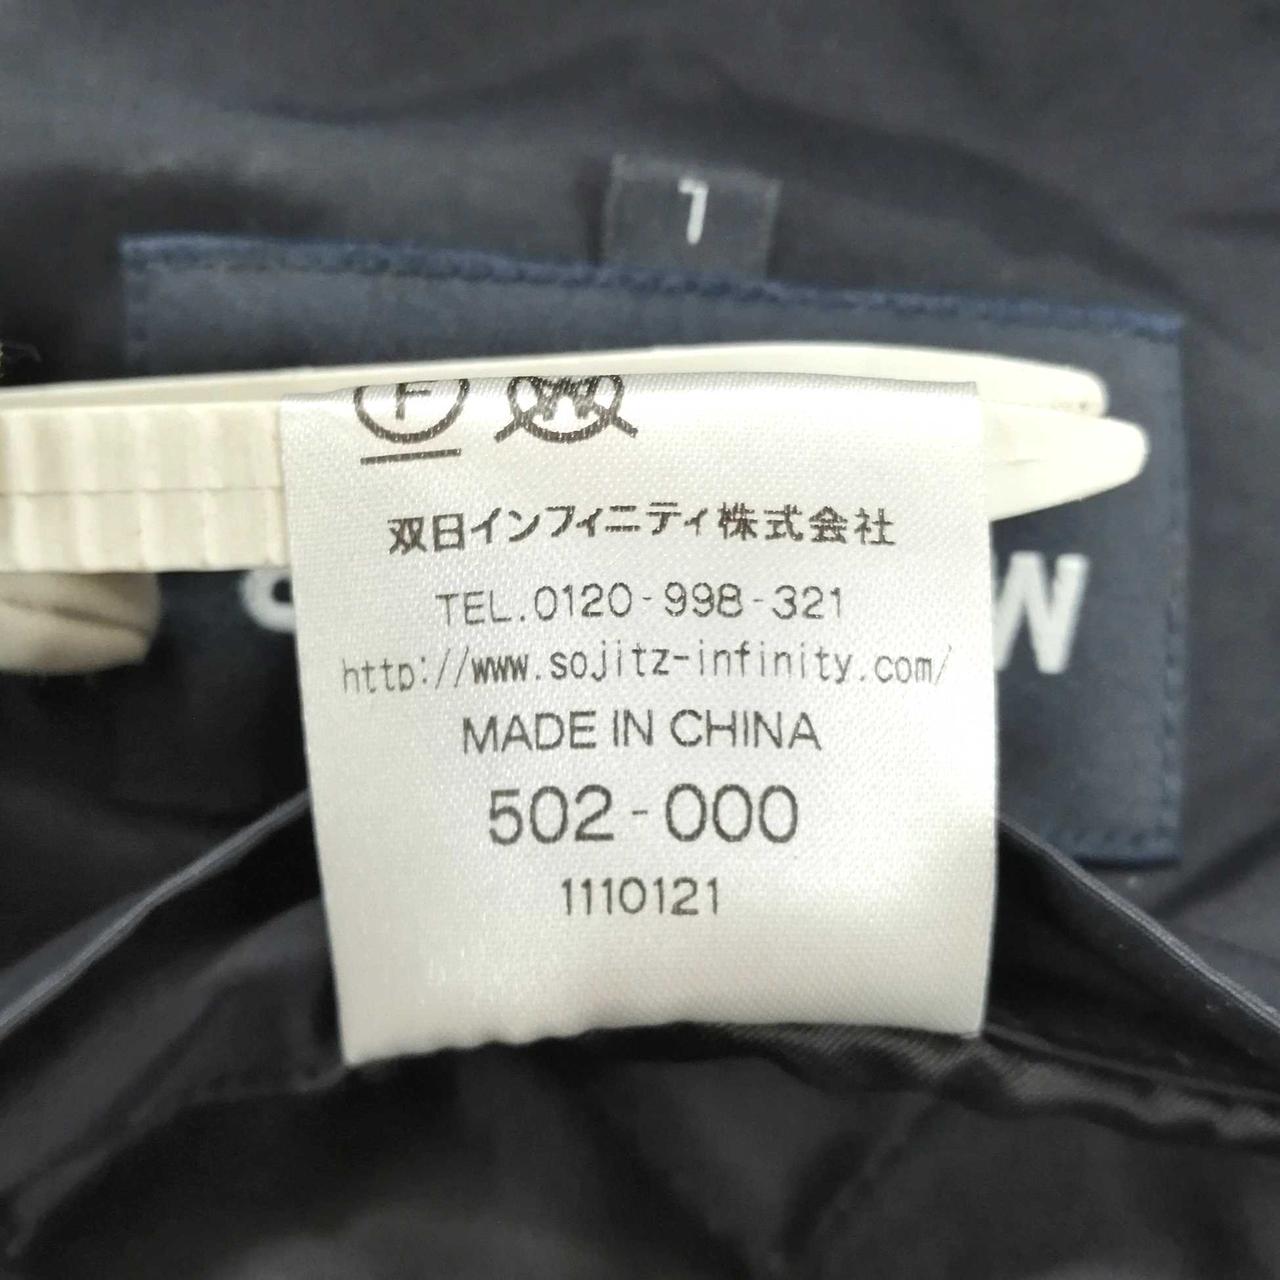 1
F
W
双日インフィニティ株式会社
TEL.0120-998-321
http://www.sojitz-infinity.com/
MADE IN CHINA
502-000
1110121